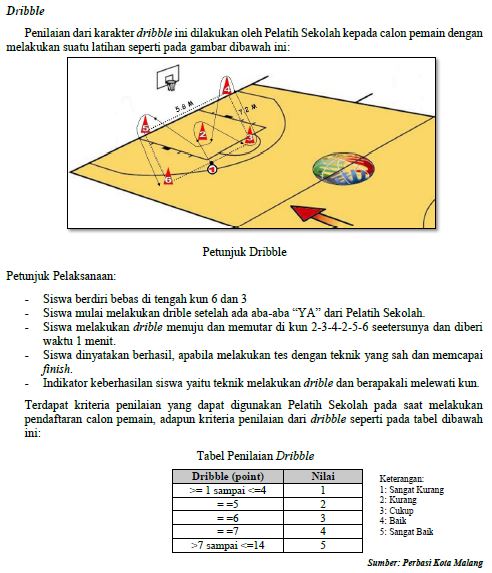 Dribble
Penilaian dari karakter dribble ini dilakukan oleh Pelatih Sekolah kepada calon pemain dengan
melakukan suatu latihan seperti pada gambar dibawah ini:
5.8 M
7.2 M
4
5
2
3
1
6
Petunjuk Dribble
Petunjuk Pelaksanaan:
- Siswa berdiri bebas di tengah kun 6 dan 3
- Siswa mulai melakukan drible setelah ada aba-aba “YA” dari Pelatih Sekolah.
- Siswa melakukan drible menuju dan memutar di kun 2-3-4-2-5-6 seetersunya dan diberi
waktu 1 menit.
- Siswa dinyatakan berhasil, apabila melakukan tes dengan teknik yang sah dan memcapai
finish.
- Indikator keberhasilan siswa yaitu teknik melakukan drible dan berapakali melewati kun.
Terdapat kriteria penilaian yang dapat digunakan Pelatih Sekolah pada saat melakukan
pendaftaran calon pemain, adapun kriteria penilaian dari dribble seperti pada tabel dibawah
ini:
Tabel Penilaian Dribble
Dribble (point) Nilai
>= 1 sampai <=4 1
= =5 2
= =6 3
= =7 4
>7 sampai <=14 5
Keterangan:
1: Sangat Kurang
2: Kurang
3: Cukup
4: Baik
5: Sangat Baik
Sumber: Perbasi Kota Malang